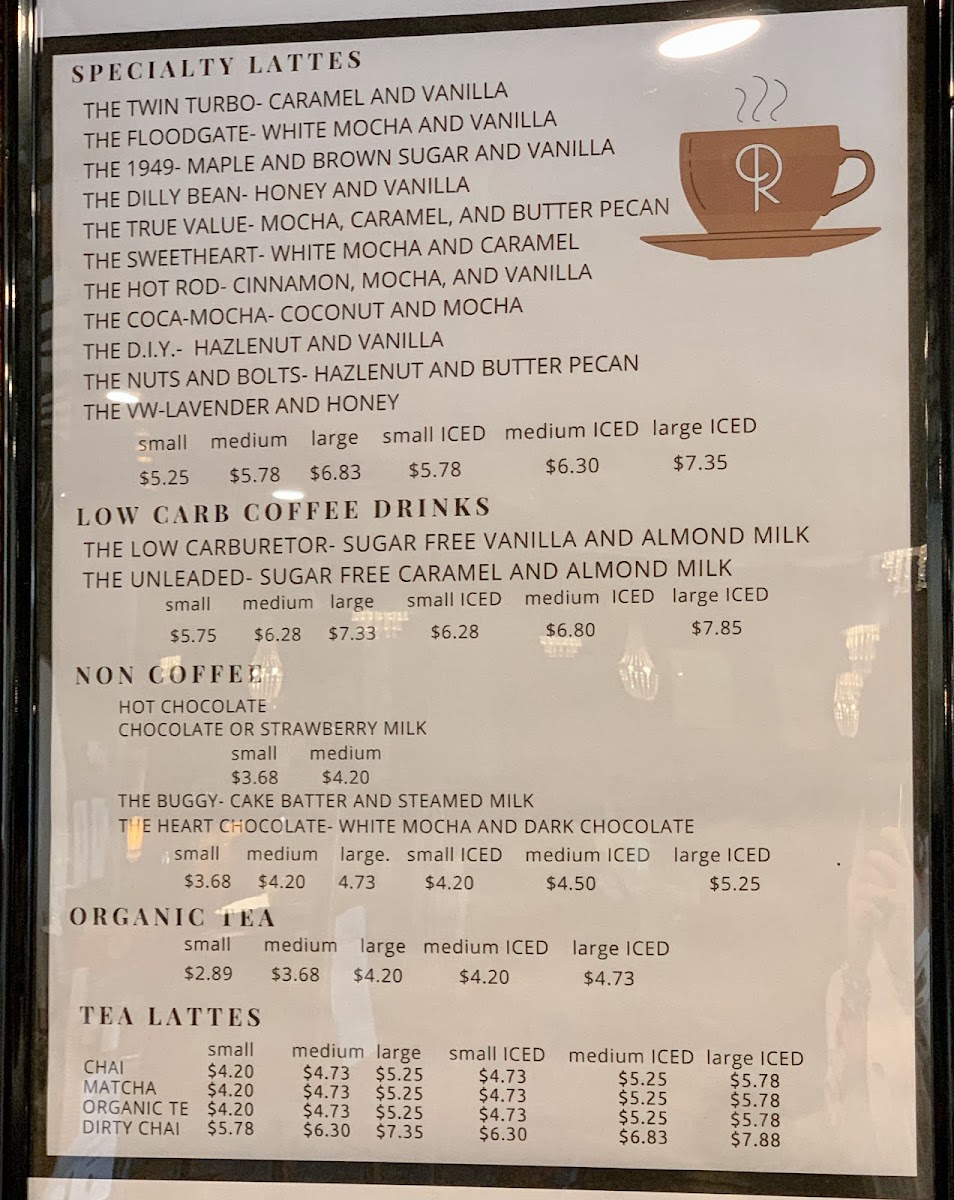 SPECIALTY LATTES
THE TWIN TURBO- CARAMEL AND VANILLA
THE FLOODGATE- WHITE MOCHA AND VANILLA
THE 1949- MAPLE AND BROWN SUGAR AND VANILLA
THE DILLY BEAN- HONEY AND VANILLA
THE TRUE VALUE- MOCHA, CARAMEL, AND BUTTER PECAN
THE SWEETHEART- WHITE MOCHA AND CARAMEL
THE HOT ROD- CINNAMON, MOCHA, AND VANILLA
THE COCA-MOCHA- COCONUT AND MOCHA
THE D.I.Y.- HAZLENUT AND VANILLA
THE NUTS AND BOLTS- HAZLENUT AND BUTTER PECAN
THE VW-LAVENDER AND HONEY
small medium large small ICED medium ICED large ICED
$5.25 $5.78 $6.83 $5.78 $6.30 $7.35
LOW CARB COFFEE DRINKS
THE LOW CARBURETOR- SUGAR FREE VANILLA AND ALMOND MILK
THE UNLEADED- SUGAR FREE CARAMEL AND ALMOND MILK
small medium large small ICED medium ICED large ICED
$5.75 $6.28 $7.33 $6.28 $6.80 $7.85
NON COFFEE
HOT CHOCOLATE
CHOCOLATE OR STRAWBERRY MILK
small medium
$3.68 $4.20
THE BUGGY- CAKE BATTER AND STEAMED MILK
THE HEART CHOCOLATE- WHITE MOCHA AND DARK CHOCOLATE
small medium large. small ICED medium ICED large ICED
$3.68 $4.20 4.73 $4.20 $4.50 $5.25
ORGANIC TEA
small medium large medium ICED large ICED
$2.89 $3.68 $4.20 $4.20 $4.73
TEA LATTES
small medium large small ICED medium ICED large ICED
CHAI $4.20 $4.73 $5.25 $4.73 $5.25 $5.78
MATCHA $4.20 $4.73 $5.25 $4.73 $5.25 $5.78
ORGANIC TE $4.20 $4.73 $5.25 $4.73 $5.25 $5.78
DIRTY CHAI $5.78 $6.30 $7.35 $6.30 $6.83 $7.88